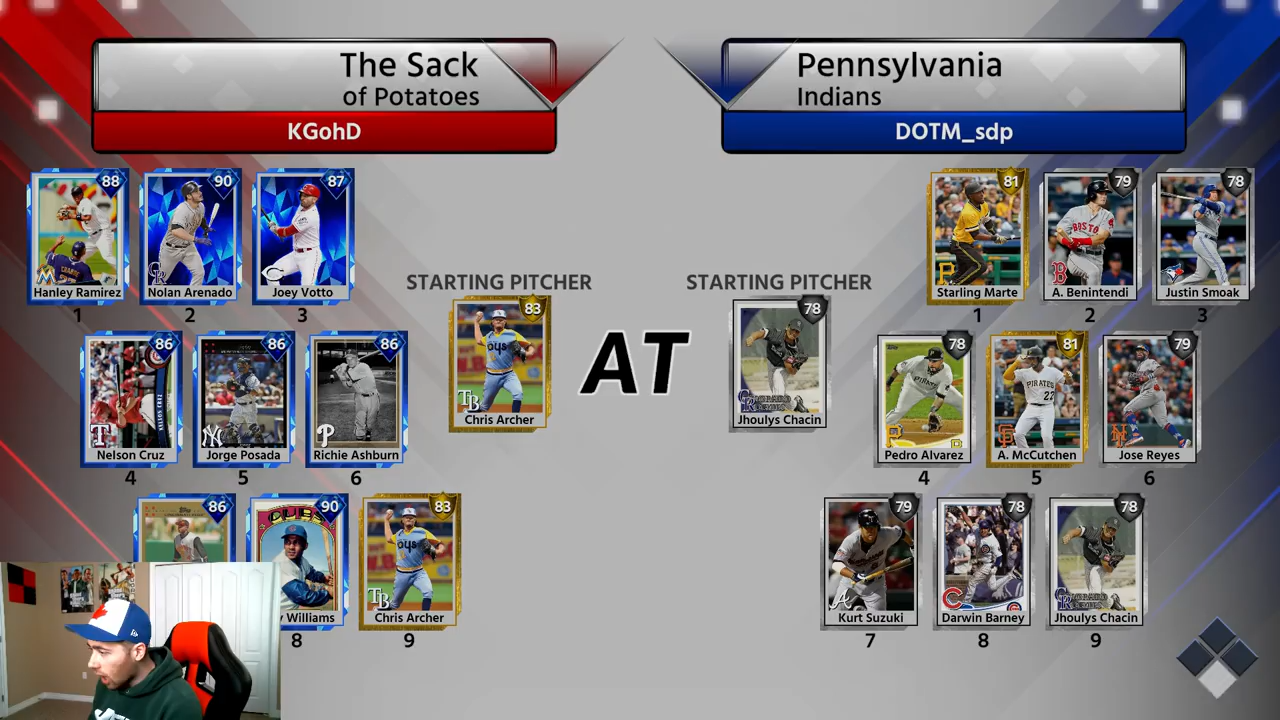 The Sack
of Potatoes
KGohD
Pennsylvania
Indians
DOTM_sdp
88
90
87
Hanley Ramirez
Nolan Arenado
Joey Votto
1
2
3
86
86
86
Nelson Cruz
Jorge Posada
Richie Ashburn
4
5
6
86
90
83
CUBS
Williams
Chris Archer
8
9
STARTING PITCHER
83
Chris Archer
AT
STARTING PITCHER
78
Jhoulys Chacin
81
79
78
Starling Marte
A. Benintendi
Justin Smoak
1
2
3
78
81
79
Pedro Alvarez
A. McCutchen
Jose Reyes
4
5
6
79
78
78
Kurt Suzuki
Darwin Barney
Jhoulys Chacin
7
8
9